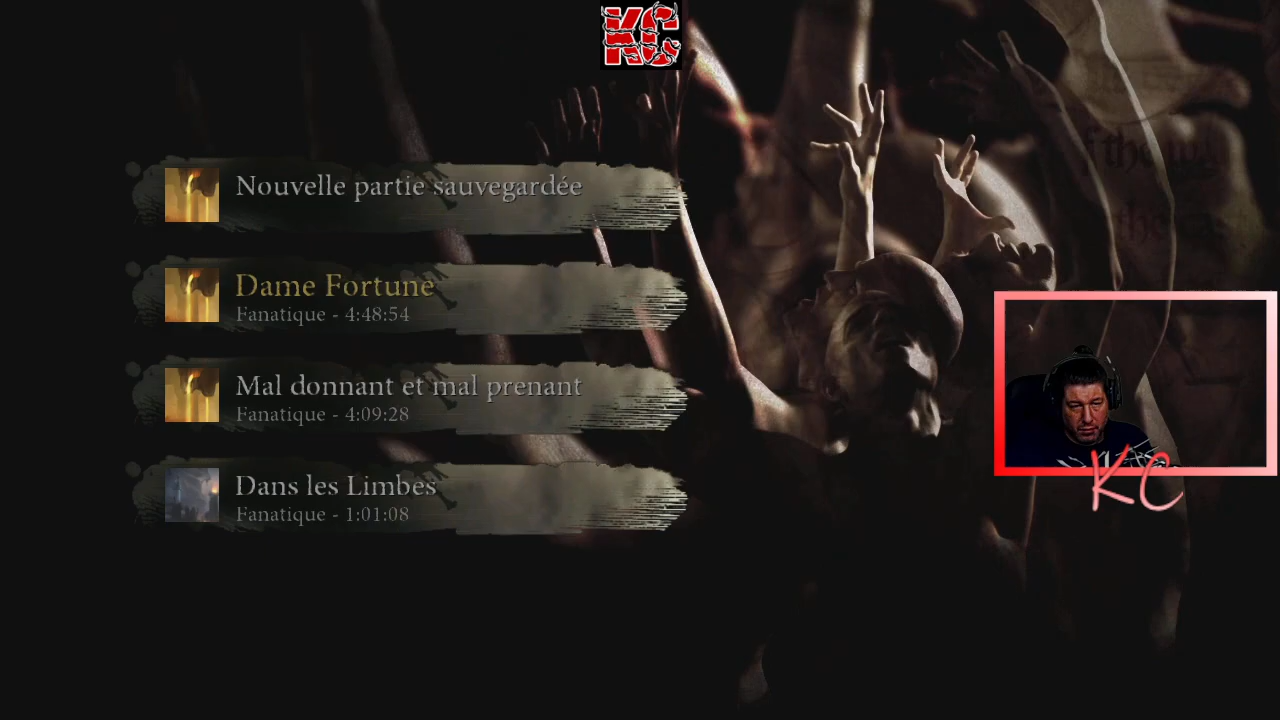 KC
Nouvelle partie sauvegardée
Dame Fortune
Fanatique - 4:48:54
Mal donnant et mal prenant
Fanatique - 4:09:28
Dans les Limbes
Fanatique - 1:01:08
KC